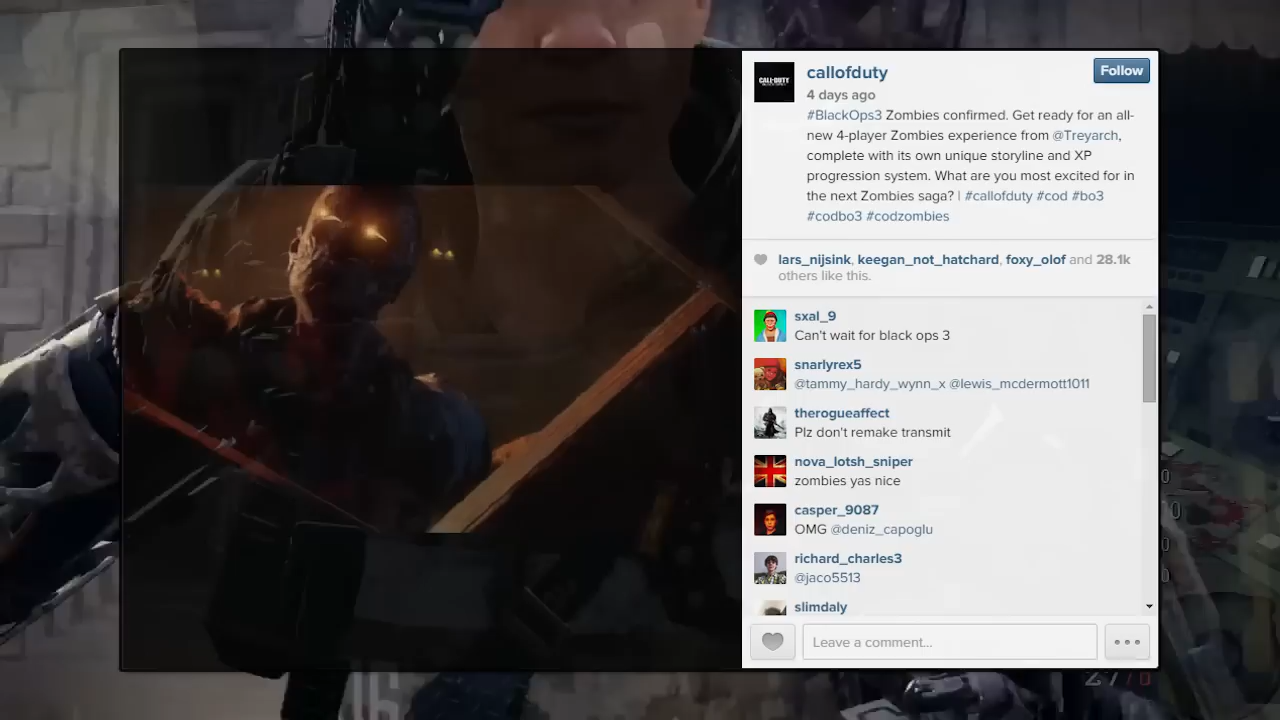 callofduty
Follow
4 days ago
#BlackOps3 Zombies confirmed. Get ready for an all-
new 4-player Zombies experience from @Treyarch,
complete with its own unique storyline and XP
progression system. What are you most excited for in
the next Zombies saga? | #callofduty #cod #bo3
#codbo3 #codzombies
lars_nijsink, keegan_not_hatchard, foxy_olof and 28.1k
others like this.
sxal_9
Can't wait for black ops 3
snarlyrex5
@tammy_hardy_wynn_x @lewis_mcdermott1011
therogueaffect
Plz don't remake transmit
nova_lotsh_sniper
zombies yas nice
casper_9087
OMG @deniz_capoglu
richard_charles3
@jaco5513
slimdaly
Leave a comment...